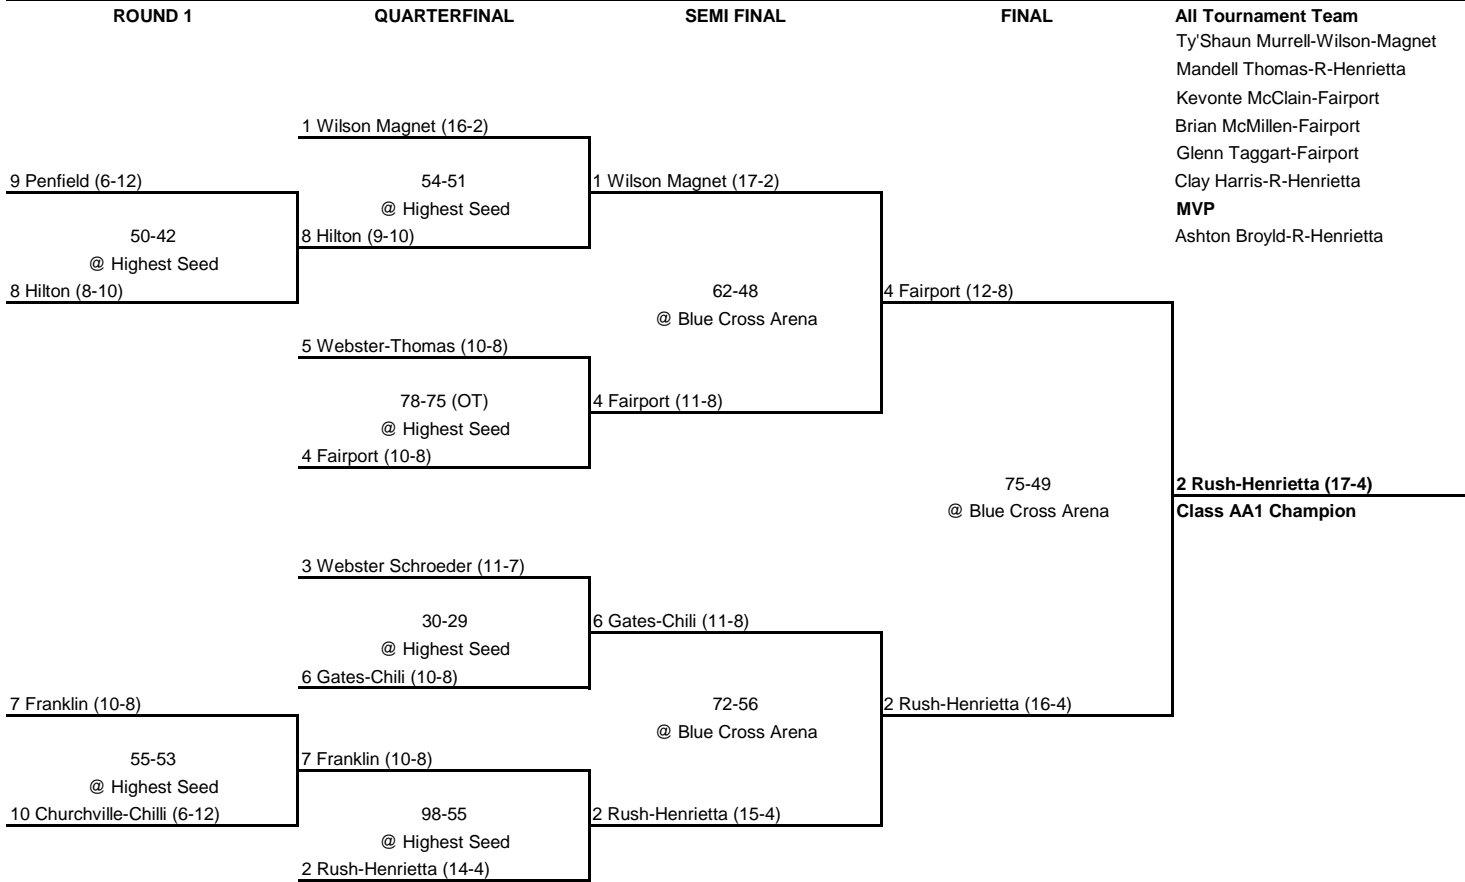 ROUND 1 QUARTERFINAL SEMI FINAL FINAL All Tournament Team
Ty'Shaun Murrell-Wilson-Magnet
Mandell Thomas-R-Henrietta
Kevonte McClain-Fairport
1 Wilson Magnet (16-2) Brian McMillen-Fairport
Glenn Taggart-Fairport
9 Penfield (6-12) 54-51 1 Wilson Magnet (17-2) Clay Harris-R-Henrietta
@ Highest Seed MVP
50-42 8 Hilton (9-10) Ashton Broyld-R-Henrietta
@ Highest Seed
8 Hilton (8-10) 62-48 4 Fairport (12-8)
@ Blue Cross Arena
5 Webster-Thomas (10-8)
78-75 (OT) 4 Fairport (11-8)
@ Highest Seed
4 Fairport (10-8)
75-49 2 Rush-Henrietta (17-4)
@ Blue Cross Arena Class AA1 Champion
3 Webster Schroeder (11-7)
30-29 6 Gates-Chili (11-8)
@ Highest Seed
6 Gates-Chili (10-8)
7 Franklin (10-8) 72-56 2 Rush-Henrietta (16-4)
@ Blue Cross Arena
55-53 7 Franklin (10-8)
@ Highest Seed
10 Churchville-Chilli (6-12) 98-55 2 Rush-Henrietta (15-4)
@ Highest Seed
2 Rush-Henrietta (14-4)